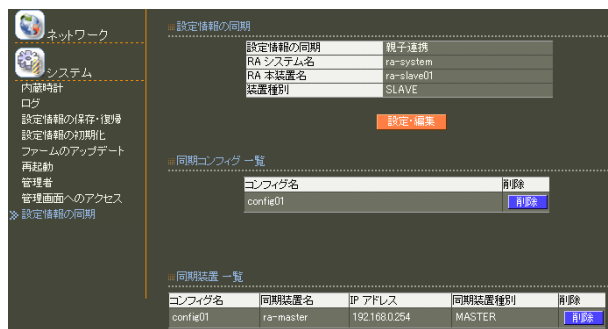 ネットワーク
システム
内蔵時計
ログ
設定情報の保存・復帰
設定情報の初期化
ファームのアップデート
再起動
管理者
管理画面へのアクセス
設定情報の同期
設定情報の同期
設定情報の同期 親子連携
RA システム名 ra-system
RA 本装置名 ra-slave01
装置種別 SLAVE
設定・編集
同期コンフィグ 一覧
コンフィグ名 削除
config01 削除
同期装置 一覧
コンフィグ名 同期装置名 IP アドレス 同期装置種別 削除
config01 ra-master 192.168.0.254 MASTER 削除